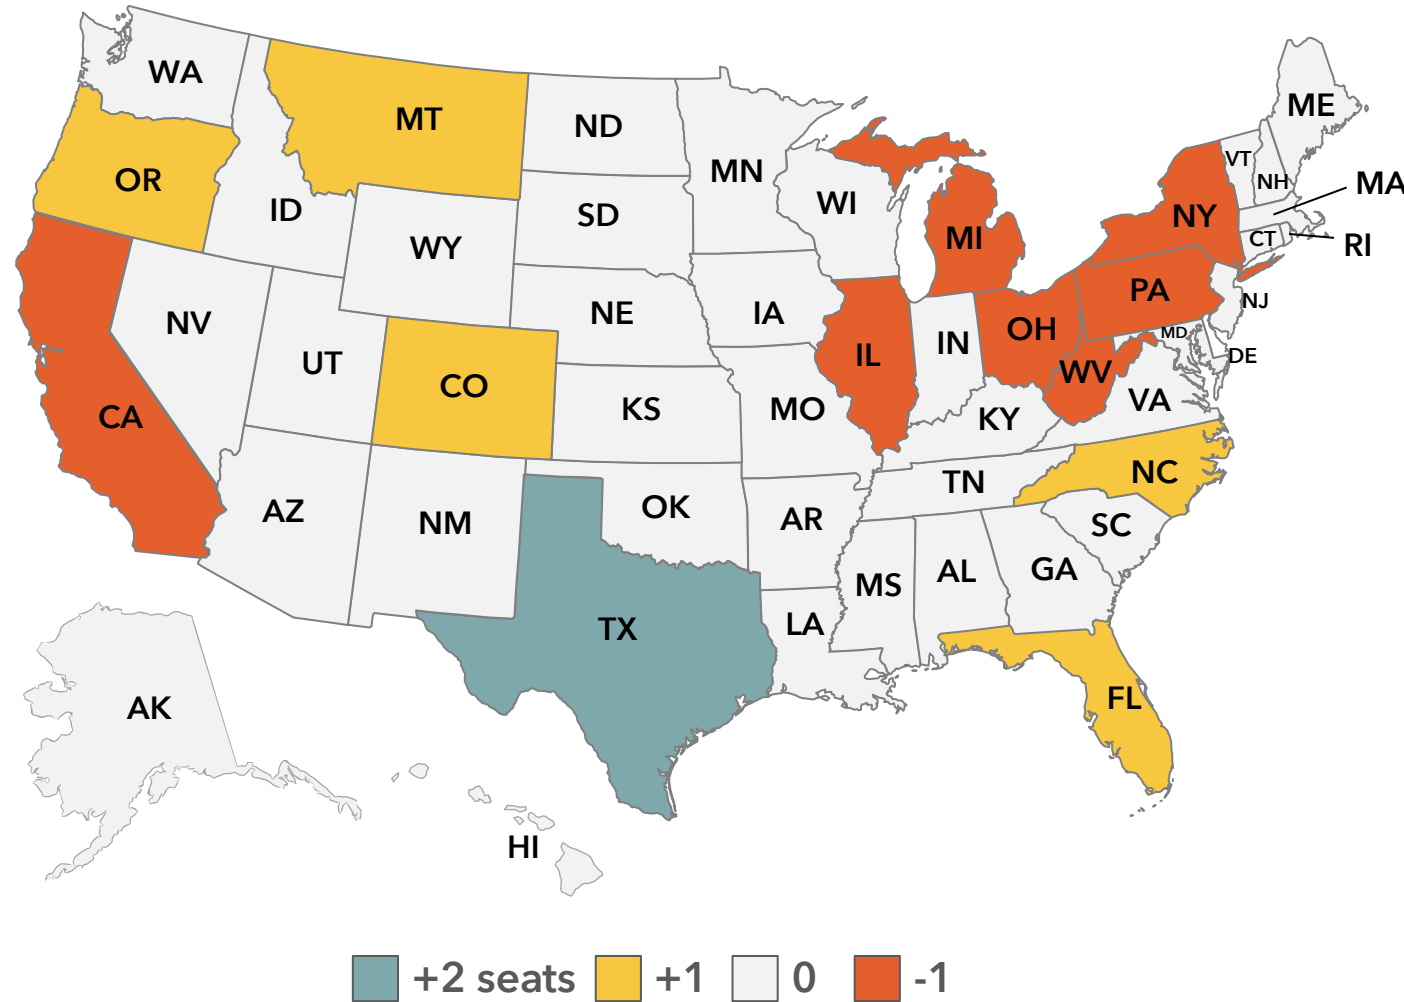 WA
MT
ND
MN
ME
VT
NH
MA
OR
ID
SD
WI
MI
NY
CT
RI
WY
NV
NE
IA
PA
NJ
UT
CO
IL
IN
OH
WV
MD
DE
CA
KS
MO
KY
VA
AZ
NM
OK
AR
TN
NC
SC
TX
LA
MS
AL
GA
AK
FL
HI
+2 seats +1 0 -1